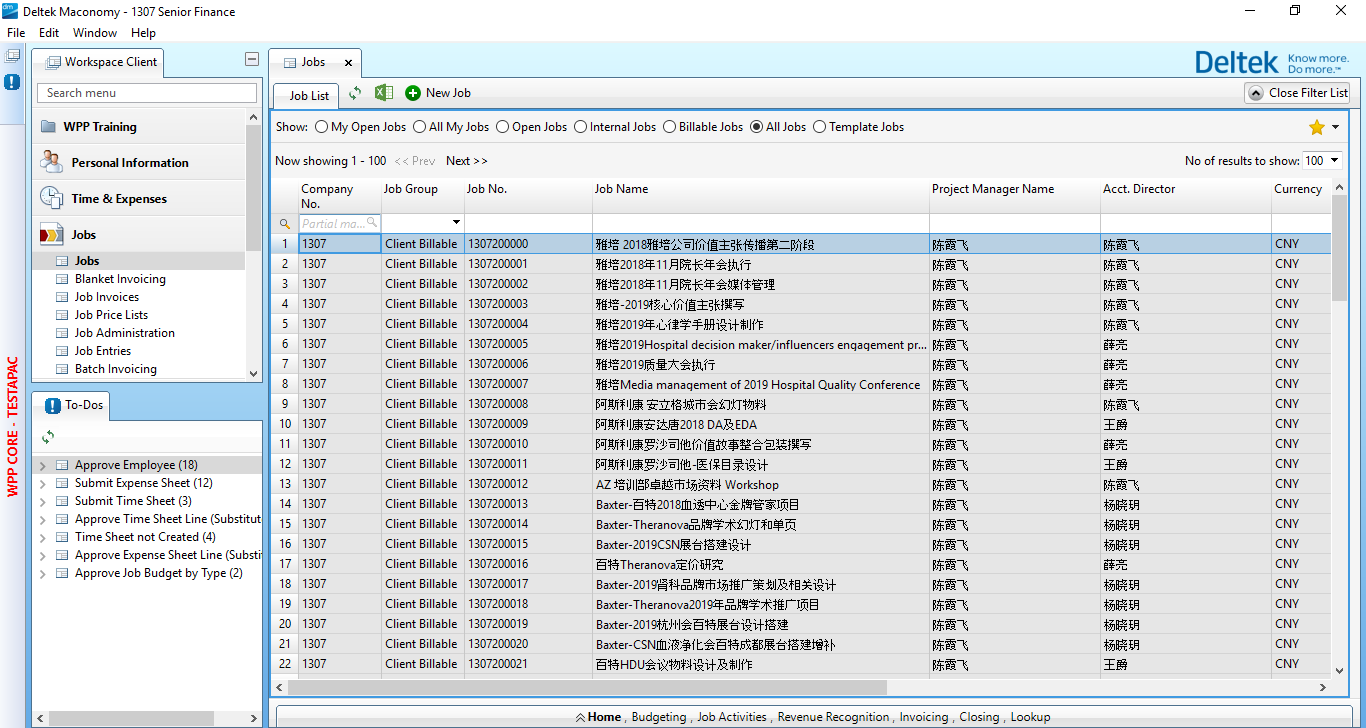 Deltek Maconomy - 1307 Senior Finance
File Edit Window Help
Workspace Client
Search menu
WPP Training
Personal Information
Time & Expenses
Jobs
Jobs
Blanket Invoicing
Job Invoices
Job Price Lists
Job Administration
Job Entries
Batch Invoicing
WPP CORE - TESTAPAC
To-Dos
Approve Employee (18)
Submit Expense Sheet (12)
Submit Time Sheet (3)
Approve Time Sheet Line (Substitut
Time Sheet not Created (4)
Approve Expense Sheet Line (Substi
Approve Job Budget by Type (2)
Jobs
Deltek Know more.
Do more.™
Job List New Job Close Filter List
Show: My Open Jobs All My Jobs Open Jobs Internal Jobs Billable Jobs All Jobs Template Jobs
Now showing 1 - 100 << Prev Next >> No of results to show: 100
Company No. Job Group Job No. Job Name Project Manager Name Acct. Director Currency
Partial ma...
1 1307 Client Billable 1307200000 雅培 2018雅培公司价值主张传播第二阶段 陈霞飞 陈霞飞 CNY
2 1307 Client Billable 1307200001 雅培2018年11月院长年会执行 陈霞飞 陈霞飞 CNY
3 1307 Client Billable 1307200002 雅培2018年11月院长年会媒体管理 陈霞飞 陈霞飞 CNY
4 1307 Client Billable 1307200003 雅培-2019核心价值主张撰写 陈霞飞 陈霞飞 CNY
5 1307 Client Billable 1307200004 雅培2019年心律学手册设计制作 陈霞飞 陈霞飞 CNY
6 1307 Client Billable 1307200005 雅培2019Hospital decision maker/influencers engagement pr... 陈霞飞 薛亮 CNY
7 1307 Client Billable 1307200006 雅培2019质量大会执行 陈霞飞 薛亮 CNY
8 1307 Client Billable 1307200007 雅培Media management of 2019 Hospital Quality Conference 陈霞飞 薛亮 CNY
9 1307 Client Billable 1307200008 阿斯利康 安立格城市会幻灯物料 陈霞飞 陈霞飞 CNY
10 1307 Client Billable 1307200009 阿斯利康安达唐2018 DA及EDA 陈霞飞 王爵 CNY
11 1307 Client Billable 1307200010 阿斯利康罗沙司他价值故事整合包装撰写 陈霞飞 薛亮 CNY
12 1307 Client Billable 1307200011 阿斯利康罗沙司他-医保目录设计 陈霞飞 王爵 CNY
13 1307 Client Billable 1307200012 AZ 培训部卓越市场资料 Workshop 陈霞飞 陈霞飞 CNY
14 1307 Client Billable 1307200013 Baxter-百特2018血透中心金牌管家项目 陈霞飞 杨晓玥 CNY
15 1307 Client Billable 1307200014 Baxter-Theranova品牌学术幻灯和单页 陈霞飞 杨晓玥 CNY
16 1307 Client Billable 1307200015 Baxter-2019CSN展台搭建设计 陈霞飞 杨晓玥 CNY
17 1307 Client Billable 1307200016 百特Theranova定价研究 陈霞飞 薛亮 CNY
18 1307 Client Billable 1307200017 Baxter-2019肾科品牌市场推广策划及相关设计 陈霞飞 杨晓玥 CNY
19 1307 Client Billable 1307200018 Baxter-Theranova2019年品牌学术推广项目 陈霞飞 杨晓玥 CNY
20 1307 Client Billable 1307200019 Baxter-2019杭州会百特展台设计搭建 陈霞飞 杨晓玥 CNY
21 1307 Client Billable 1307200020 Baxter-CSN血液净化会百特成都展台搭建增补 陈霞飞 杨晓玥 CNY
22 1307 Client Billable 1307200021 百特HDU会议物料设计及制作 陈霞飞 王爵 CNY
Home , Budgeting , Job Activities , Revenue Recognition , Invoicing , Closing , Lookup